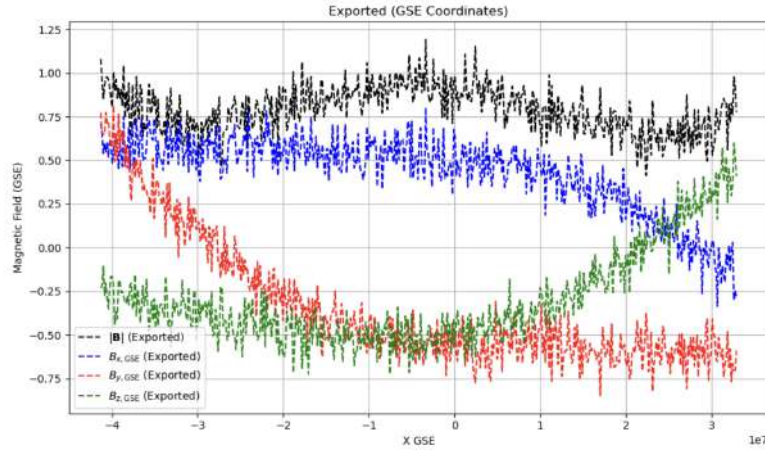 Exported (GSE Coordinates)
Magnetic Field (GSE)
1.25
1.00
0.75
0.50
0.25
0.00
−0.25
−0.50
−0.75
|B| (Exported)
Bx, GSE (Exported)
By, GSE (Exported)
Bz, GSE (Exported)
−4
−3
−2
−1
0
1
2
3
1e7
X GSE